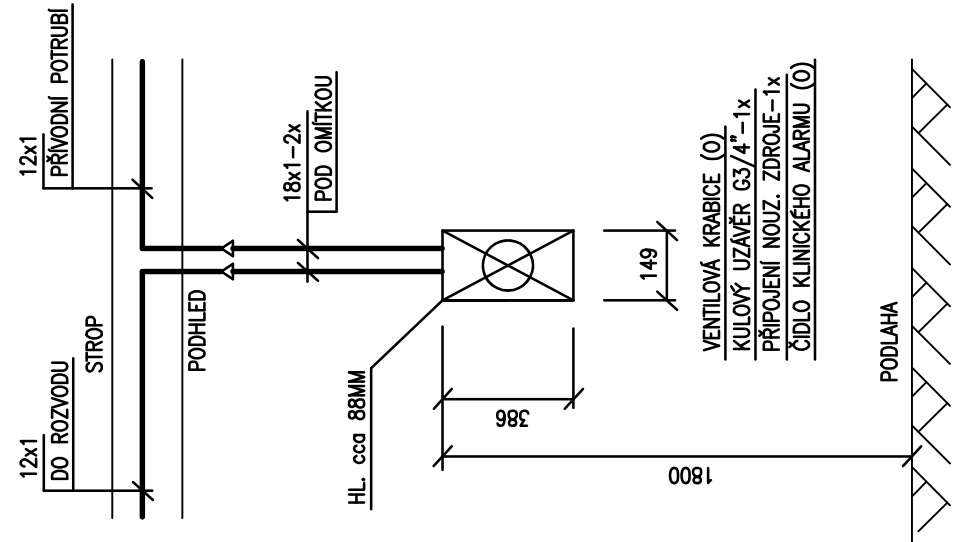 12x1
PŘÍVODNÍ POTRUBÍ
18x1-2x
POD OMÍTKOU
STROP
PODHLED
12x1
DO ROZVODU
HL. cca 88MM
386
1800
149
VENTILOVÁ KRABICE (O)
KULOVÝ UZÁVĚR G3/4"-1x
PŘIPOJENÍ NOUZ. ZDROJE-1x
ČIDLO KLINICKÉHO ALARMU (O)
PODLAHA